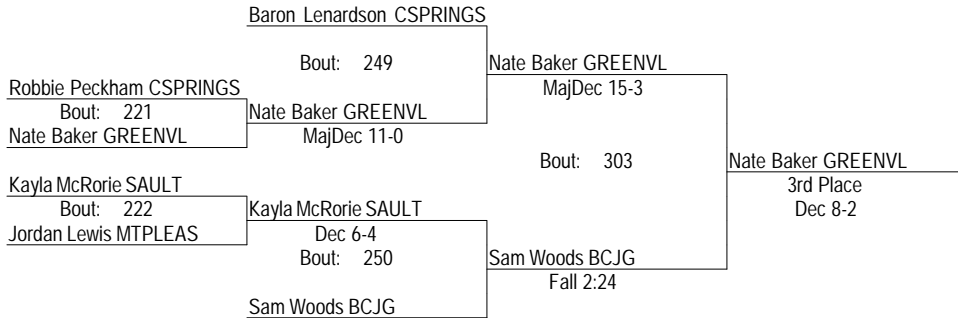 Baron Lenardson CSPRINGS
Bout: 249
Nate Baker GREENVL
MajDec 15-3
Robbie Peckham CSPRINGS
Bout: 221
Nate Baker GREENVL
Nate Baker GREENVL
MajDec 11-0
Bout: 303
Nate Baker GREENVL
3rd Place
Dec 8-2
Kayla McRorie SAULT
Bout: 222
Jordan Lewis MTPLEAS
Kayla McRorie SAULT
Dec 6-4
Bout: 250
Sam Woods BCJG
Fall 2:24
Sam Woods BCJG